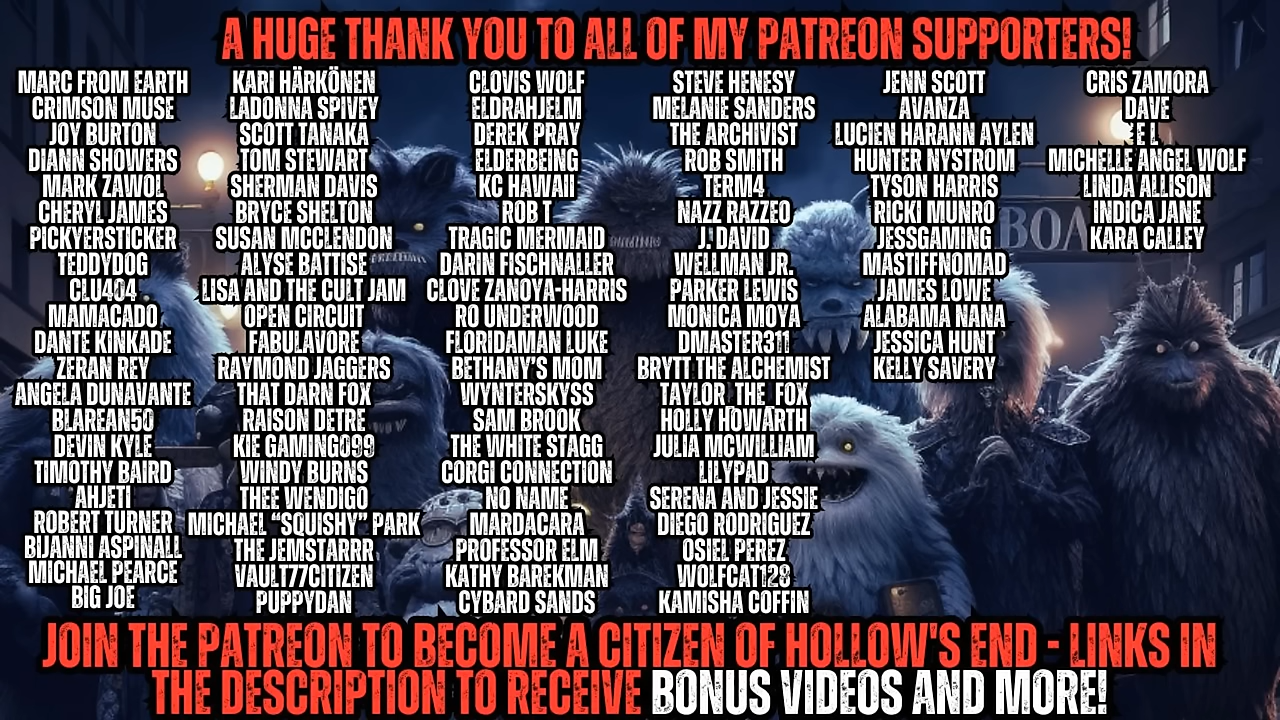 A HUGE THANK YOU TO ALL OF MY PATREON SUPPORTERS!
MARC FROM EARTH
CRIMSON MUSE
JOY BURTON
DIANN SHOWERS
MARK ZAWOL
CHERYL JAMES
PICKYERSTICKER
TEDDYDOG
CLU404
MAMACADO
DANTE KINKADE
ZERAN REY
ANGELA DUNAVANTE
BLAREAN50
DEVIN KYLE
TIMOTHY BAIRD
AHJETI
ROBERT TURNER
BIJANNI ASPINALL
MICHAEL PEARCE
BIG JOE
KARI HÄRKÖNEN
LADONNA SPIVEY
SCOTT TANAKA
TOM STEWART
SHERMAN DAVIS
BRYCE SHELTON
SUSAN MCCLENDON
ALYSE BATTISE
LISA AND THE CULT JAM
OPEN CIRCUIT
FABULAVORE
RAYMOND JAGGERS
THAT DARN FOX
RAISON DETRE
KIE GAMING099
WINDY BURNS
THEE WENDIGO
MICHAEL “SQUISHY” PARK
THE JEMSTARRR
VAULT77CITIZEN
PUPPYDAN
CLOVIS WOLF
ELDRAHJELM
DEREK PRAY
ELDERBEING
KC HAWAII
ROB T
TRAGIC MERMAID
DARIN FISCHNALLER
CLOVE ZANOYA-HARRIS
RO UNDERWOOD
FLORIDAMAN LUKE
BETHANY’S MOM
WYNTERSKYSS
SAM BROOK
THE WHITE STAGG
CORGI CONNECTION
NO NAME
MARDACARA
PROFESSOR ELM
KATHY BAREKMAN
CYBARD SANDS
STEVE HENESY
MELANIE SANDERS
THE ARCHIVIST
ROB SMITH
TERM4
NAZZ RAZZEO
J. DAVID
WELLMAN JR.
PARKER LEWIS
MONICA MOYA
DMASTER311
BRYTT THE ALCHEMIST
TAYLOR_THE_FOX
HOLLY HOWARTH
JULIA MCWILLIAM
LILYPAD
SERENA AND JESSIE
DIEGO RODRIGUEZ
OSIEL PEREZ
WOLFCAT128
KAMISHA COFFIN
JENN SCOTT
AVANZA
LUCIEN HARANN AYLEN
HUNTER NYSTROM
TYSON HARRIS
RICKI MUNRO
JESSGAMING
MASTIFFNOMAD
JAMES LOWE
ALABAMA NANA
JESSICA HUNT
KELLY SAVERY
CRIS ZAMORA
DAVE
E L
MICHELLE ANGEL WOLF
LINDA ALLISON
INDICA JANE
KARA CALLEY
BOA
JOIN THE PATREON TO BECOME A CITIZEN OF HOLLOW'S END - LINKS IN
THE DESCRIPTION TO RECEIVE BONUS VIDEOS AND MORE!